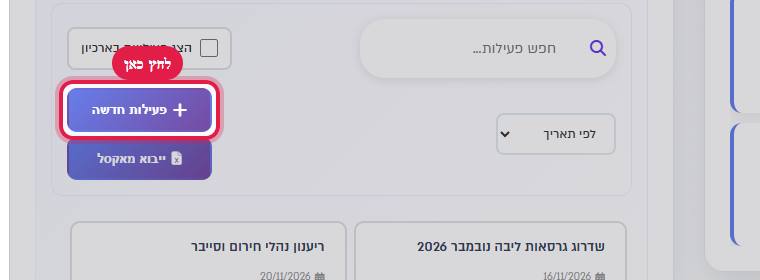 חפש פעילות...
הצג
בארכיון
לחץ כאן
פעילות חדשה
לפי תאריך
ייבוא מאקסל
שדרוג גרסאות ליבה נובמבר 2026
16/11/2026
ריענון נהלי חירום וסייבר
20/11/2026